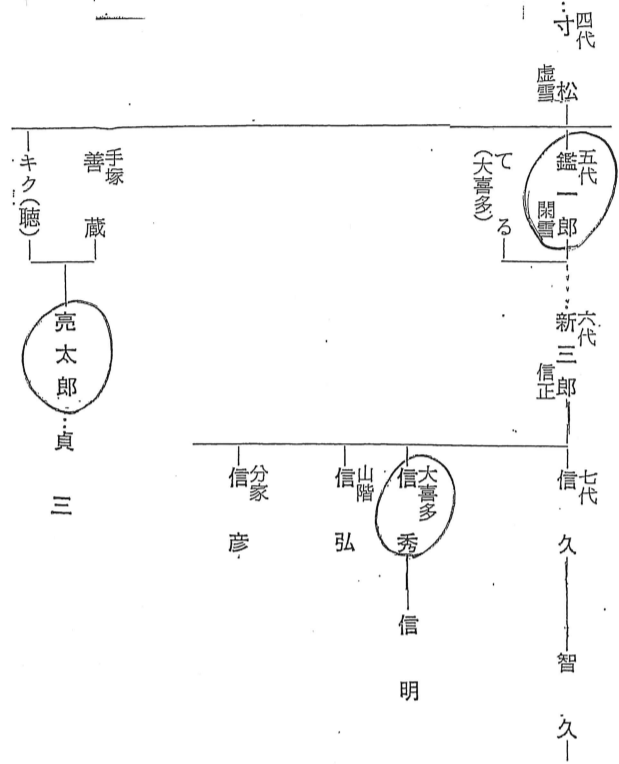 四代
寸松
虚雪
五代
鑑一郎
閑雪
てる
(大喜多)
手塚
善蔵
キク(聴)
六代
新三郎
信正
亮太郎
貞三
七代
信久
大喜多
信秀
山階
信弘
分家
信彦
信明
智久